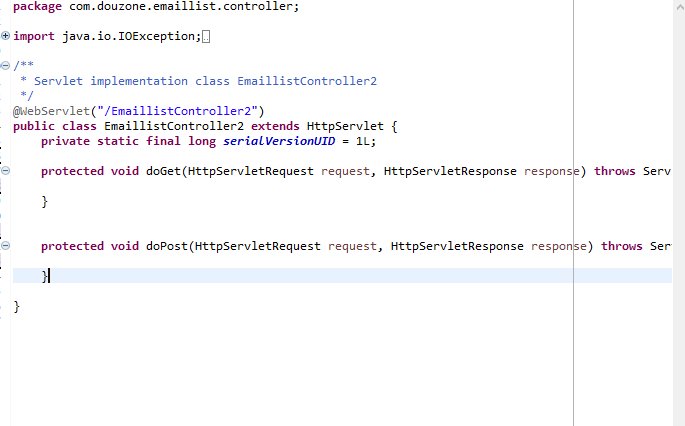 package com.douzone.emaillist.controller;
import java.io.IOException;
/**
* Servlet implementation class EmaillistController2
*/
@WebServlet("/EmaillistController2")
public class EmaillistController2 extends HttpServlet {
private static final long serialVersionUID = 1L;
protected void doGet(HttpServletRequest request, HttpServletResponse response) throws Serv
}
protected void doPost(HttpServletRequest request, HttpServletResponse response) throws Ser
}
}